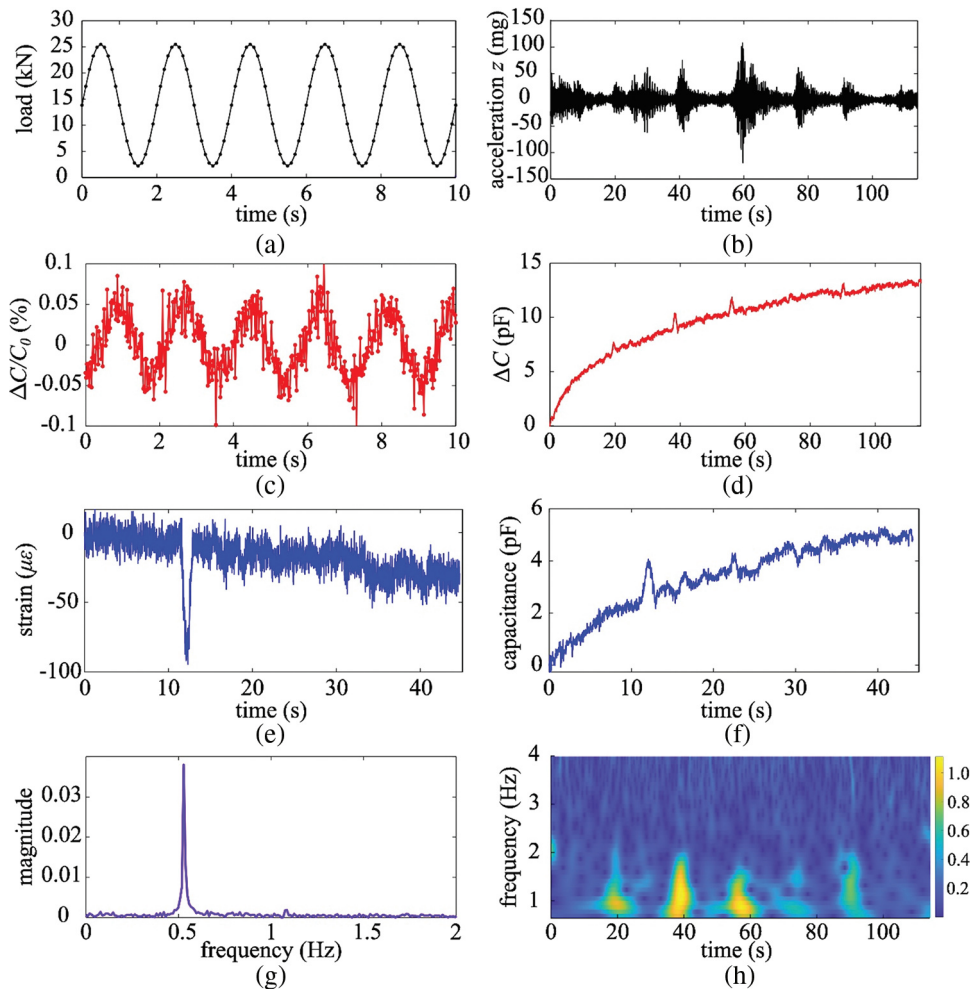 30
25
20
15
10
5
0
load (kN)
0 2 4 6 8 10
time (s)
(a)
150
100
50
0
-50
-100
-150
acceleration z (mg)
0 20 40 60 80 100
time (s)
(b)
0.1
0.05
0
-0.05
-0.1
ΔC/C0 (%)
0 2 4 6 8 10
time (s)
(c)
15
10
5
0
ΔC (pF)
0 20 40 60 80 100
time (s)
(d)
0
-50
-100
strain (με)
0 10 20 30 40
time (s)
(e)
6
4
2
0
capacitance (pF)
0 10 20 30 40
time (s)
(f)
0.03
0.02
0.01
0
magnitude
0 0.5 1 1.5 2
frequency (Hz)
(g)
4
3
2
1
frequency (Hz)
0 20 40 60 80 100
time (s)
1.0
0.8
0.6
0.4
0.2
(h)